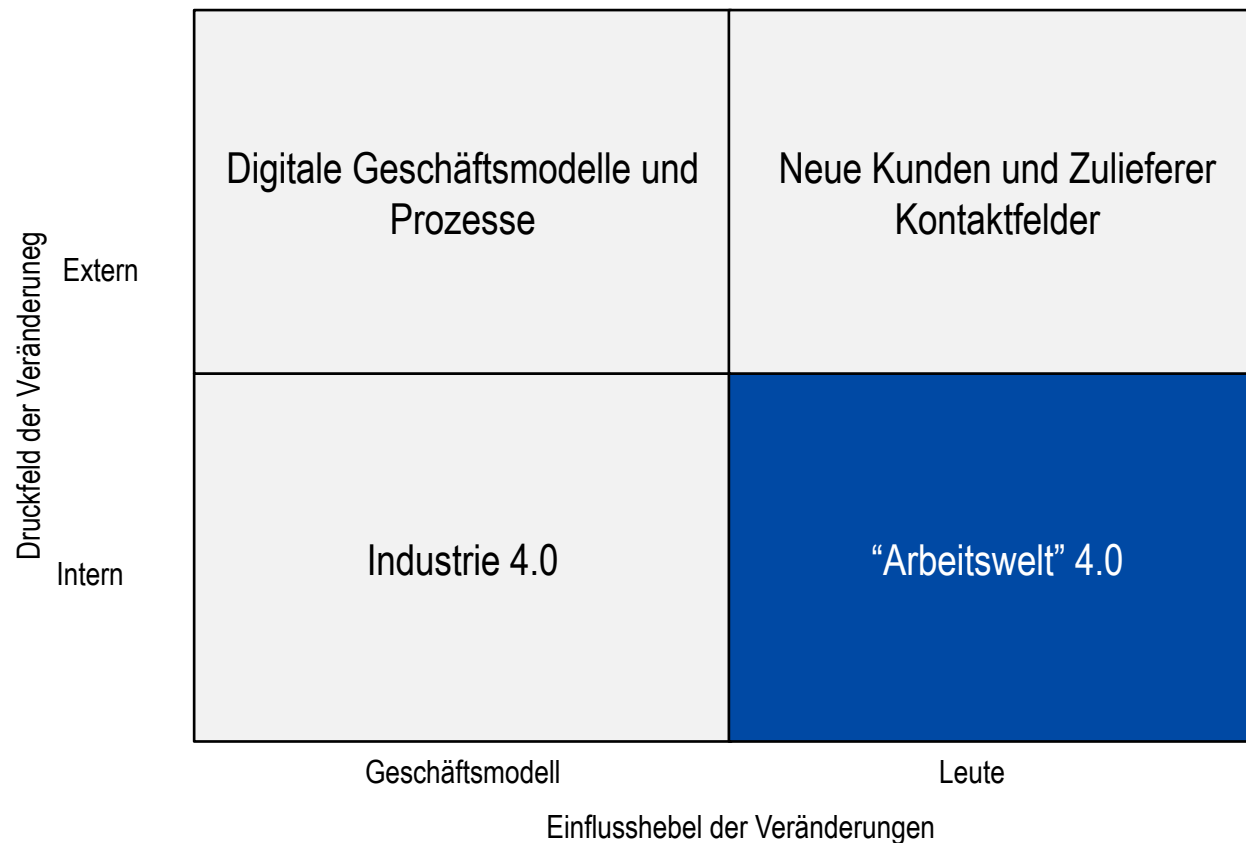 Digitale Geschäftsmodelle und
Prozesse
Neue Kunden und Zulieferer
Kontaktfelder
Druckfeld der Veränderuneg
Extern
Intern
Industrie 4.0
“Arbeitswelt” 4.0
Geschäftsmodell
Leute
Einflusshebel der Veränderungen